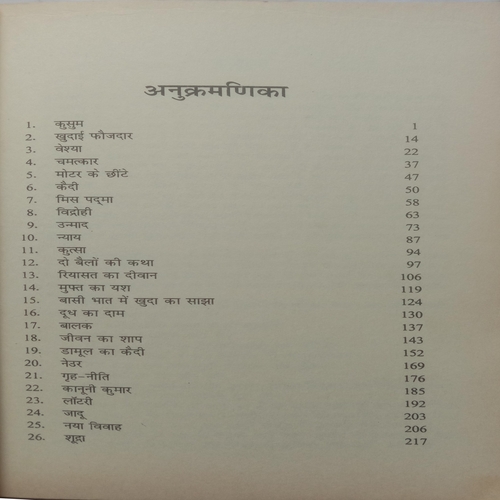 अनुक्रमणिका
1. कुसुम 1
2. खुदाई फौजदार 14
3. वेश्या 22
4. चमत्कार 37
5. मोटर के छींटे 47
6. कैदी 50
7. मिस पद्मा 58
8. विद्रोही 63
9. उन्माद 73
10. न्याय 87
11. कुत्सा 94
12. दो बैलों की कथा 97
13. रियासत का दीवान 106
14. मुफ्त का यश 119
15. बासी भात में खुदा का साझा 124
16. दूध का दाम 130
17. बालक 137
18. जीवन का शाप 143
19. डामूल का कैदी 152
20. नेउर 169
21. गृह-नीति 176
22. कानूनी कुमार 185
23. लॉटरी 192
24. जादू 203
25. नया विवाह 206
26. शूद्रा 217